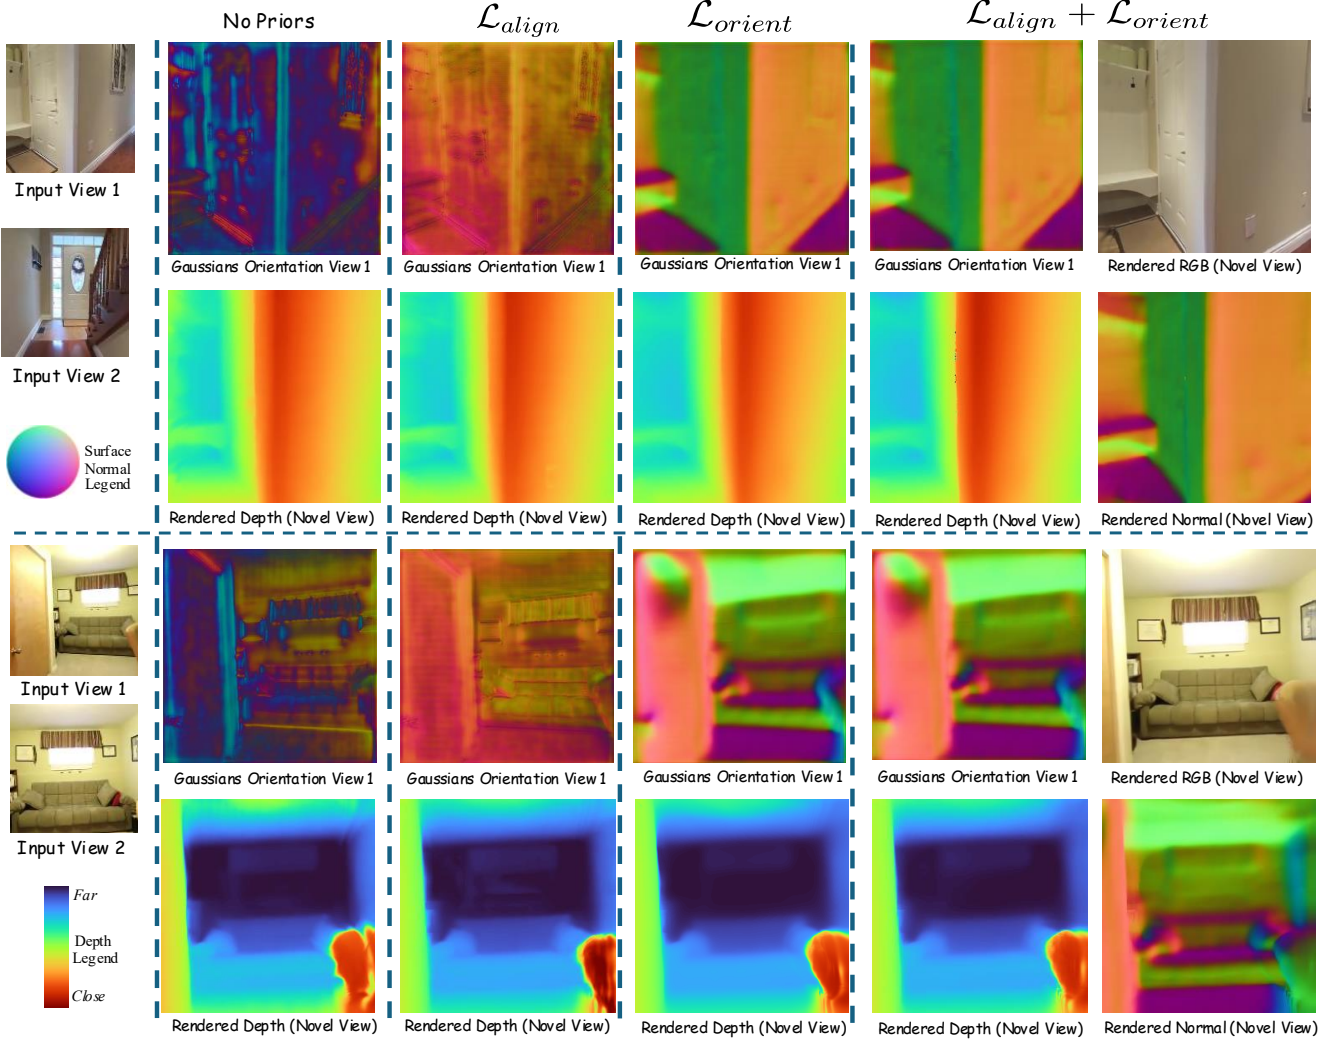 No Priors
ℒ_align
ℒ_orient
ℒ_align + ℒ_orient
Input View 1
Gaussians Orientation View 1
Gaussians Orientation View 1
Gaussians Orientation View 1
Gaussians Orientation View 1
Rendered RGB (Novel View)
Input View 2
Surface
Normal
Legend
Rendered Depth (Novel View)
Rendered Depth (Novel View)
Rendered Depth (Novel View)
Rendered Depth (Novel View)
Rendered Normal (Novel View)
Input View 1
Gaussians Orientation View 1
Gaussians Orientation View 1
Gaussians Orientation View 1
Gaussians Orientation View 1
Rendered RGB (Novel View)
Input View 2
Far
Depth
Legend
Close
Rendered Depth (Novel View)
Rendered Depth (Novel View)
Rendered Depth (Novel View)
Rendered Depth (Novel View)
Rendered Normal (Novel View)